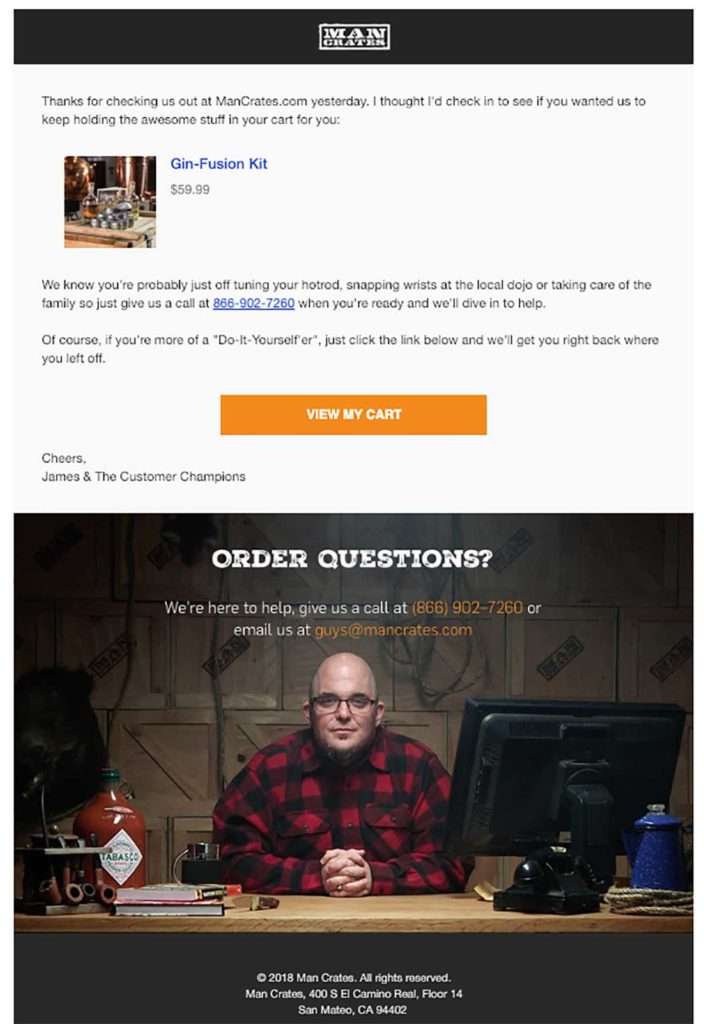 MAN
CRATES
Thanks for checking us out at ManCrates.com yesterday. I thought I'd check in to see if you wanted us to
keep holding the awesome stuff in your cart for you:
Gin-Fusion Kit
$59.99
We know you're probably just off tuning your hotrod, snapping wrists at the local dojo or taking care of the
family so just give us a call at 866-902-7260 when you're ready and we'll dive in to help.
Of course, if you're more of a "Do-It-Yourself'er", just click the link below and we'll get you right back where
you left off.
VIEW MY CART
Cheers,
James & The Customer Champions
ORDER QUESTIONS?
We're here to help, give us a call at (866) 902-7260 or
email us at guys@mancrates.com
MAN
MAN
MAN
MAN
TABASCO
© 2018 Man Crates. All rights reserved.
Man Crates, 400 S El Camino Real, Floor 14
San Mateo, CA 94402